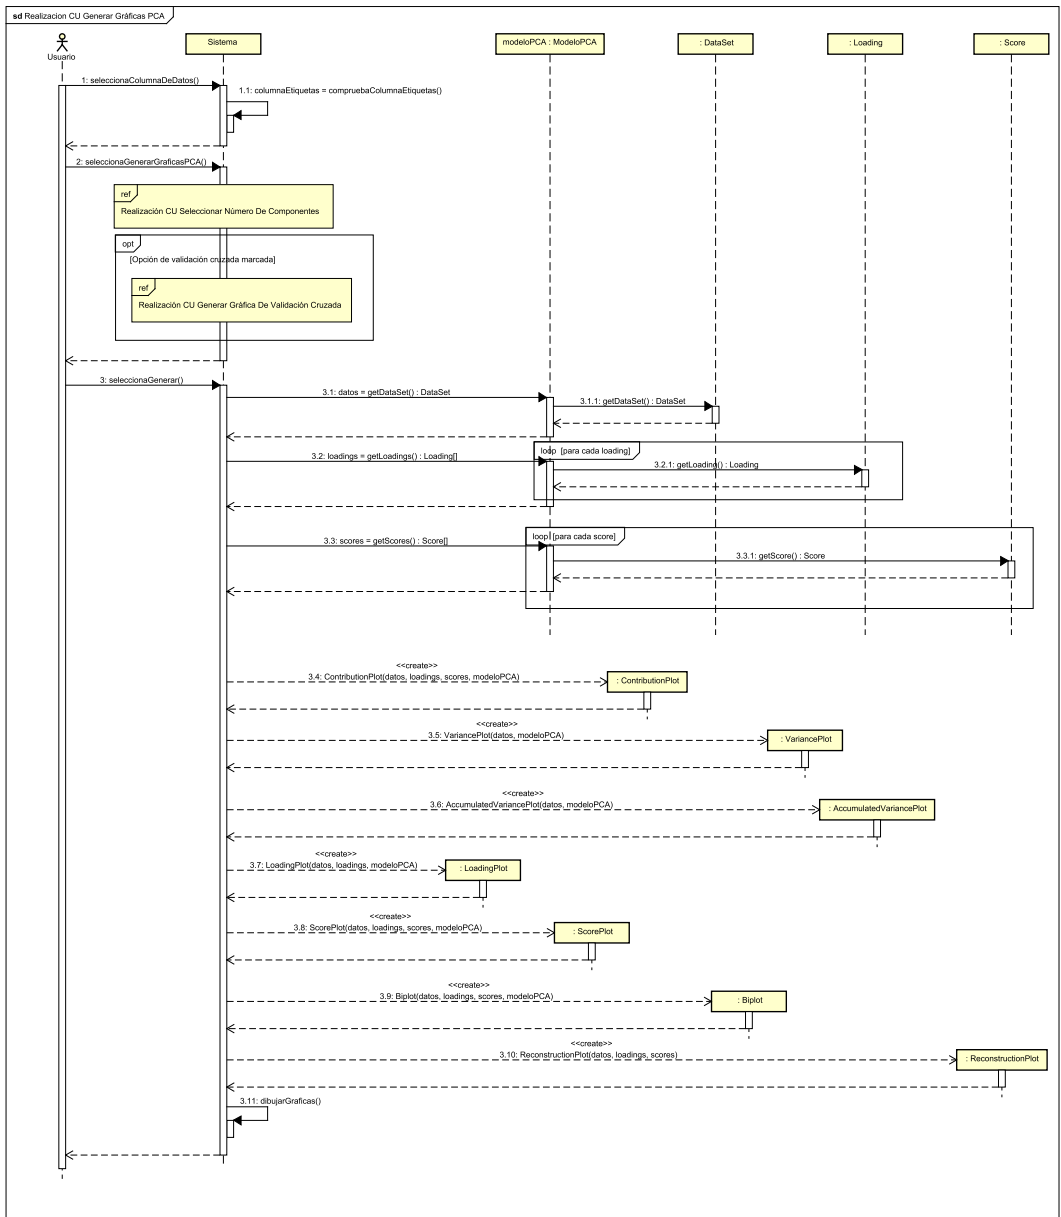 sd Realizacion CU Generar Gráficas PCA
Usuario
Sistema
modeloPCA : ModeloPCA
: DataSet
: Loading
: Score
1: seleccionaColumnaDeDatos()
1.1: columnaEtiquetas = compruebaColumnaEtiquetas()
2: seleccionaGenerarGraficasPCA()
ref
Realización CU Seleccionar Número De Componentes
opt
[Opción de validación cruzada marcada]
ref
Realización CU Generar Gráfica De Validación Cruzada
3: seleccionaGenerar()
3.1: datos = getDataSet() : DataSet
3.1.1: getDataSet() : DataSet
loop [para cada loading]
3.2: loadings = getLoadings() : Loading[]
3.2.1: getLoading() : Loading
loop [para cada score]
3.3: scores = getScores() : Score[]
3.3.1: getScore() : Score
<<create>>
3.4: ContributionPlot(datos, loadings, scores, modeloPCA)
: ContributionPlot
<<create>>
3.5: VariancePlot(datos, modeloPCA)
: VariancePlot
<<create>>
3.6: AccumulatedVariancePlot(datos, modeloPCA)
: AccumulatedVariancePlot
<<create>>
3.7: LoadingPlot(datos, loadings, modeloPCA)
: LoadingPlot
<<create>>
3.8: ScorePlot(datos, loadings, scores, modeloPCA)
: ScorePlot
<<create>>
3.9: Biplot(datos, loadings, scores, modeloPCA)
: Biplot
<<create>>
3.10: ReconstructionPlot(datos, loadings, scores)
: ReconstructionPlot
3.11: dibujarGraficas()